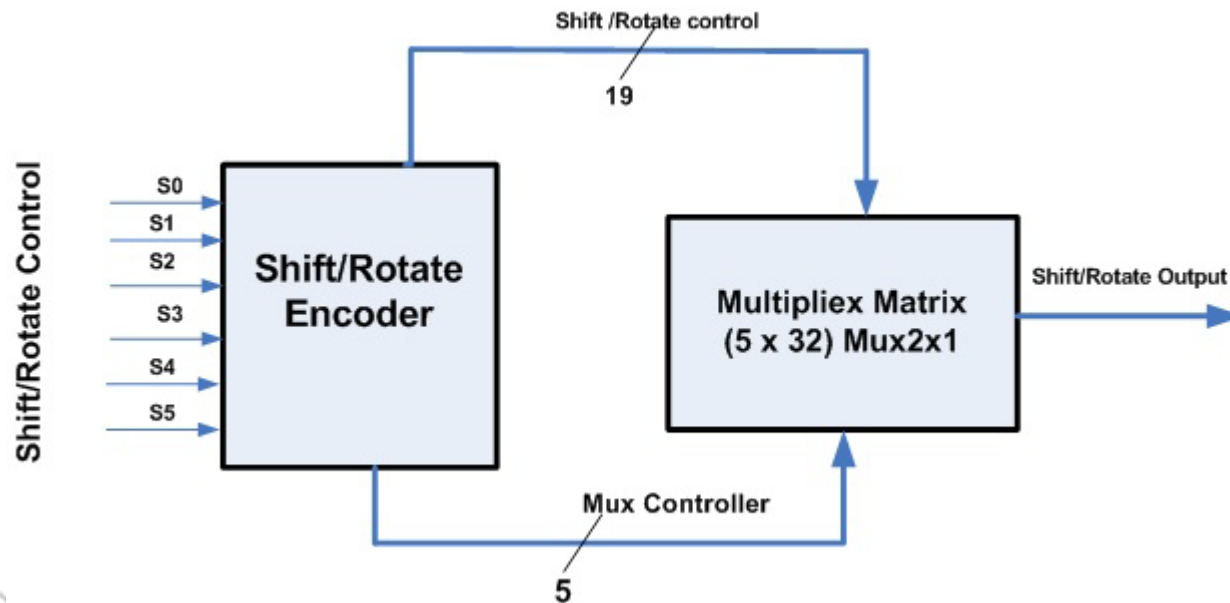 Shift /Rotate control
19
Shift/Rotate Control
S0
S1
S2
S3
S4
S5
Shift/Rotate
Encoder
Multipliex Matrix
(5 x 32) Mux2x1
Shift/Rotate Output
Mux Controller
5